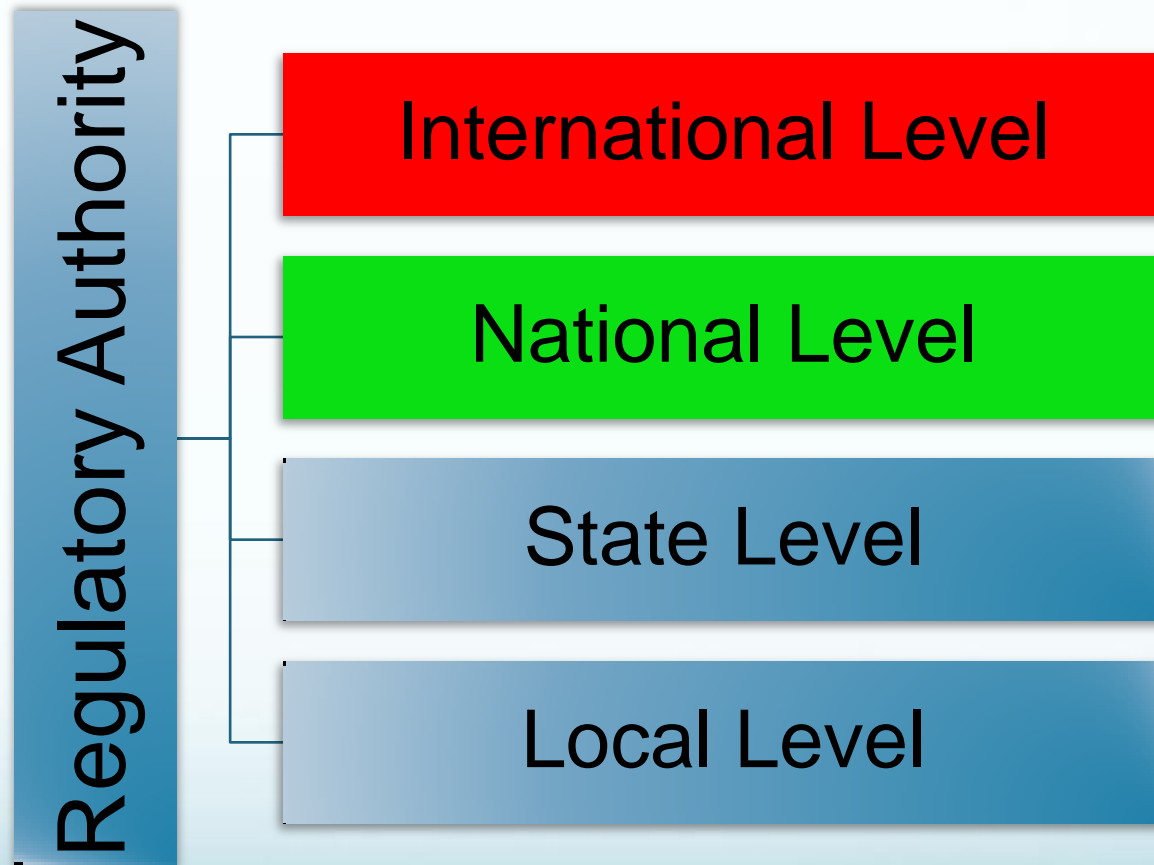 Regulatory Authority
International Level
National Level
State Level
Local Level